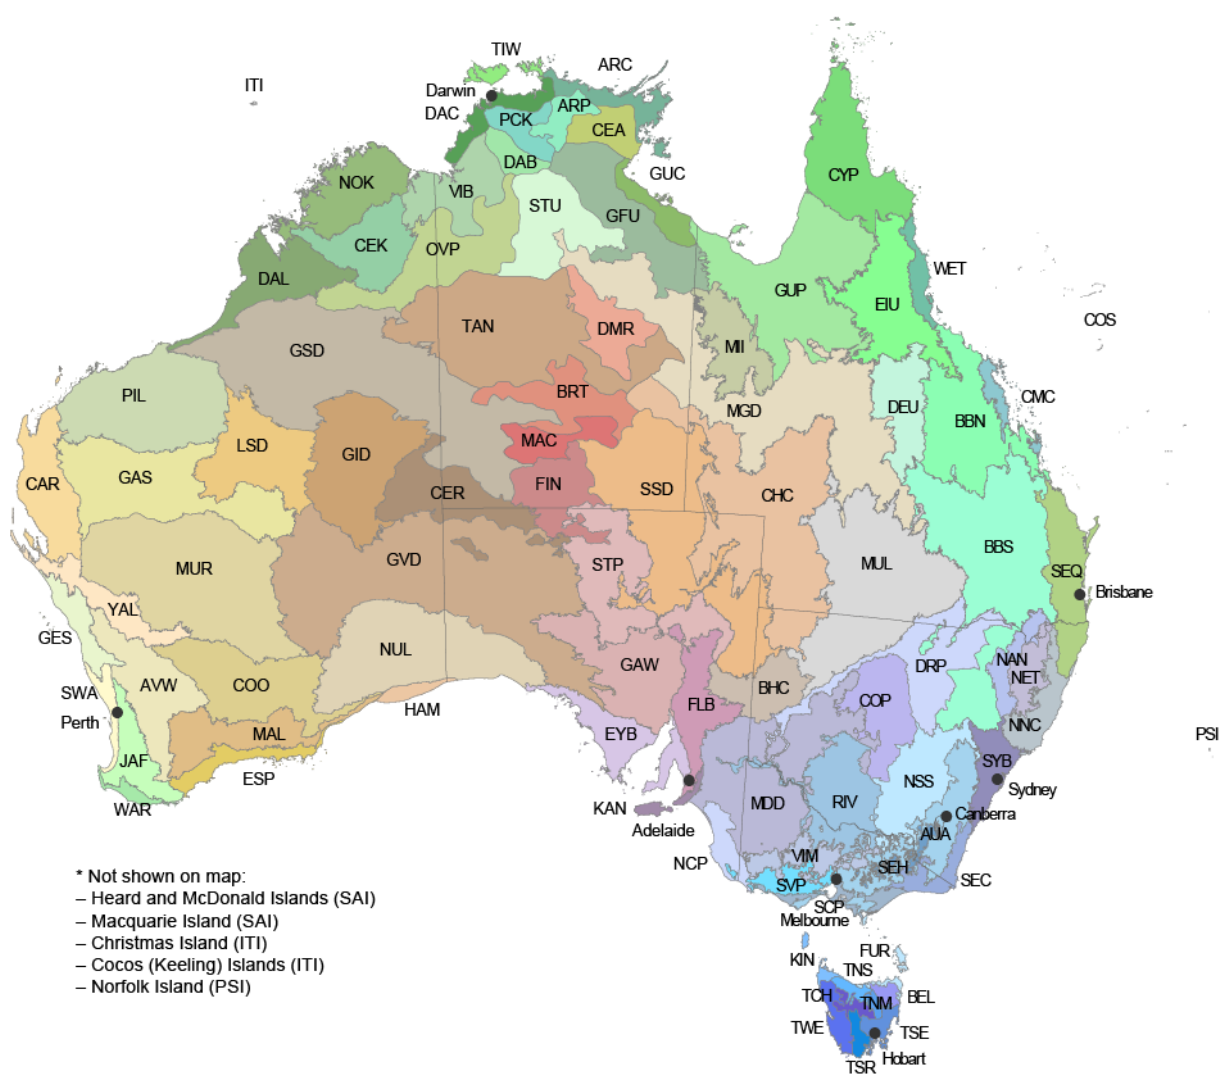 TIW
ARC
ITI
Darwin
DAC
ARP
PCK
CEA
DAB
GUC
CYP
NOK
VIB
STU
GFU
CEK
OVP
WET
DAL
GUP
EIU
COS
TAN
DMR
GSD
MII
PIL
BRT
CMC
MGD
DEU
BBN
LSD
MAC
GID
GAS
CAR
FIN
CER
SSD
CHC
BBS
GVD
STP
MUL
MUR
SEQ
Brisbane
YAL
GES
NUL
GAW
DRP
NAN
NET
AVW
COO
BHC
SWA
COP
FLB
HAM
Perth
NNC
MAL
EYB
PSI
JAF
SYB
ESP
NSS
Sydney
WAR
KAN
MDD
RIV
Canberra
Adelaide
AUA
VIM
NCP
SEH
SVP
SEC
SCP
Melbourne
* Not shown on map:
– Heard and McDonald Islands (SAI)
– Macquarie Island (SAI)
– Christmas Island (ITI)
– Cocos (Keeling) Islands (ITI)
– Norfolk Island (PSI)
KIN
FUR
TNS
TCH
TNM
BEL
TWE
TSE
Hobart
TSR